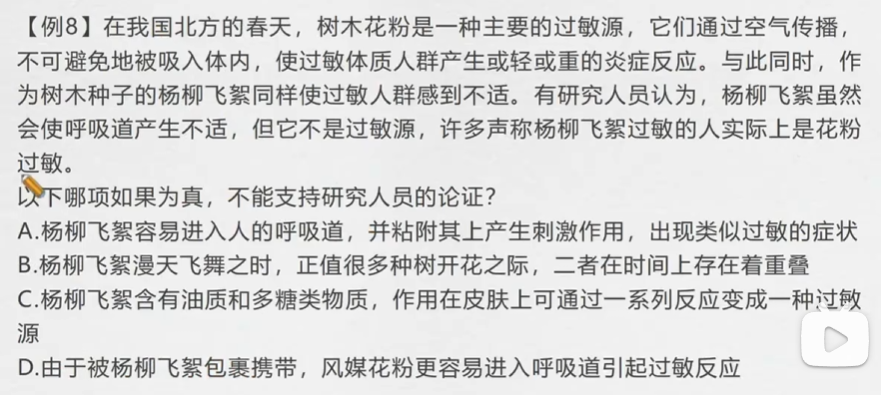 【例8】在我国北方的春天，树木花粉是一种主要的过敏源，它们通过空气传播，
不可避免地被吸入体内，使过敏体质人群产生或轻或重的炎症反应。与此同时，作
为树木种子的杨柳飞絮同样使过敏人群感到不适。有研究人员认为，杨柳飞絮虽然
会使呼吸道产生不适，但它不是过敏源，许多声称杨柳飞絮过敏的人实际上是花粉
过敏。
以下哪项如果为真，不能支持研究人员的论证？
A.杨柳飞絮容易进入人的呼吸道，并粘附其上产生刺激作用，出现类似过敏的症状
B.杨柳飞絮漫天飞舞之时，正值很多种树开花之际，二者在时间上存在着重叠
C.杨柳飞絮含有油质和多糖类物质，作用在皮肤上可通过一系列反应变成一种过敏
源
D.由于被杨柳飞絮包裹携带，风媒花粉更容易进入呼吸道引起过敏反应